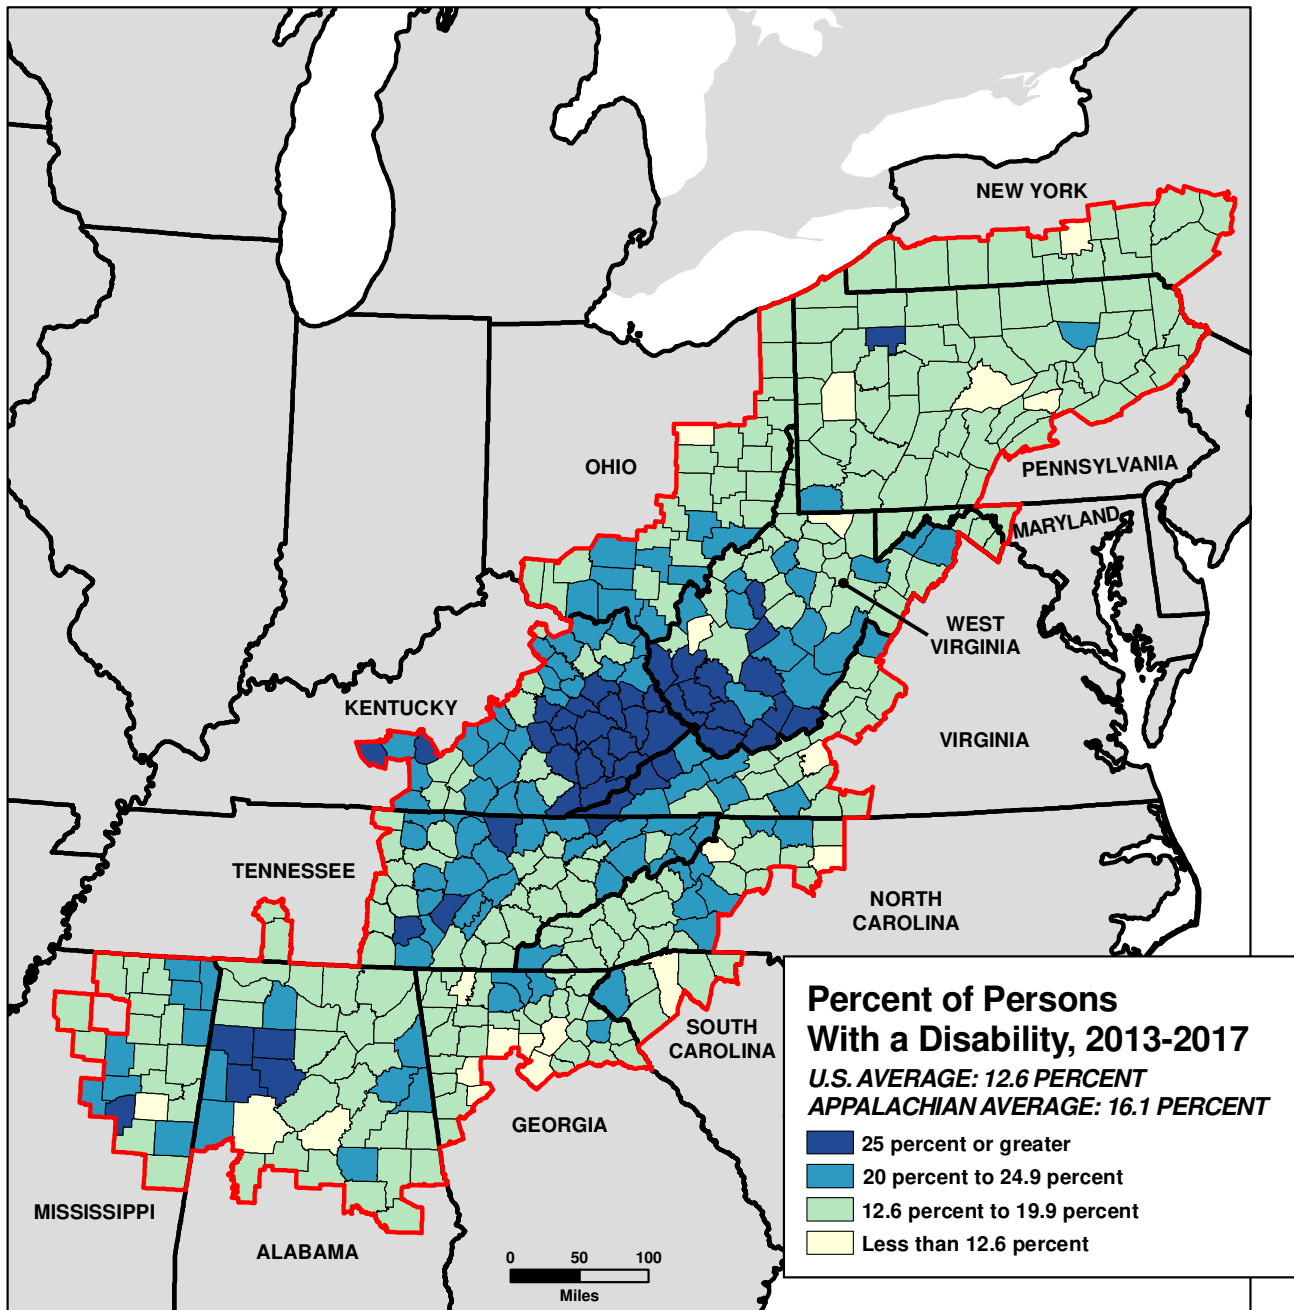 NEW YORK
OHIO
PENNSYLVANIA
MARYLAND
WEST
VIRGINIA
KENTUCKY
VIRGINIA
TENNESSEE
NORTH
CAROLINA
SOUTH
CAROLINA
GEORGIA
MISSISSIPPI
ALABAMA
0 50 100
Miles
Percent of Persons
With a Disability, 2013-2017
U.S. AVERAGE: 12.6 PERCENT
APPALACHIAN AVERAGE: 16.1 PERCENT
25 percent or greater
20 percent to 24.9 percent
12.6 percent to 19.9 percent
Less than 12.6 percent